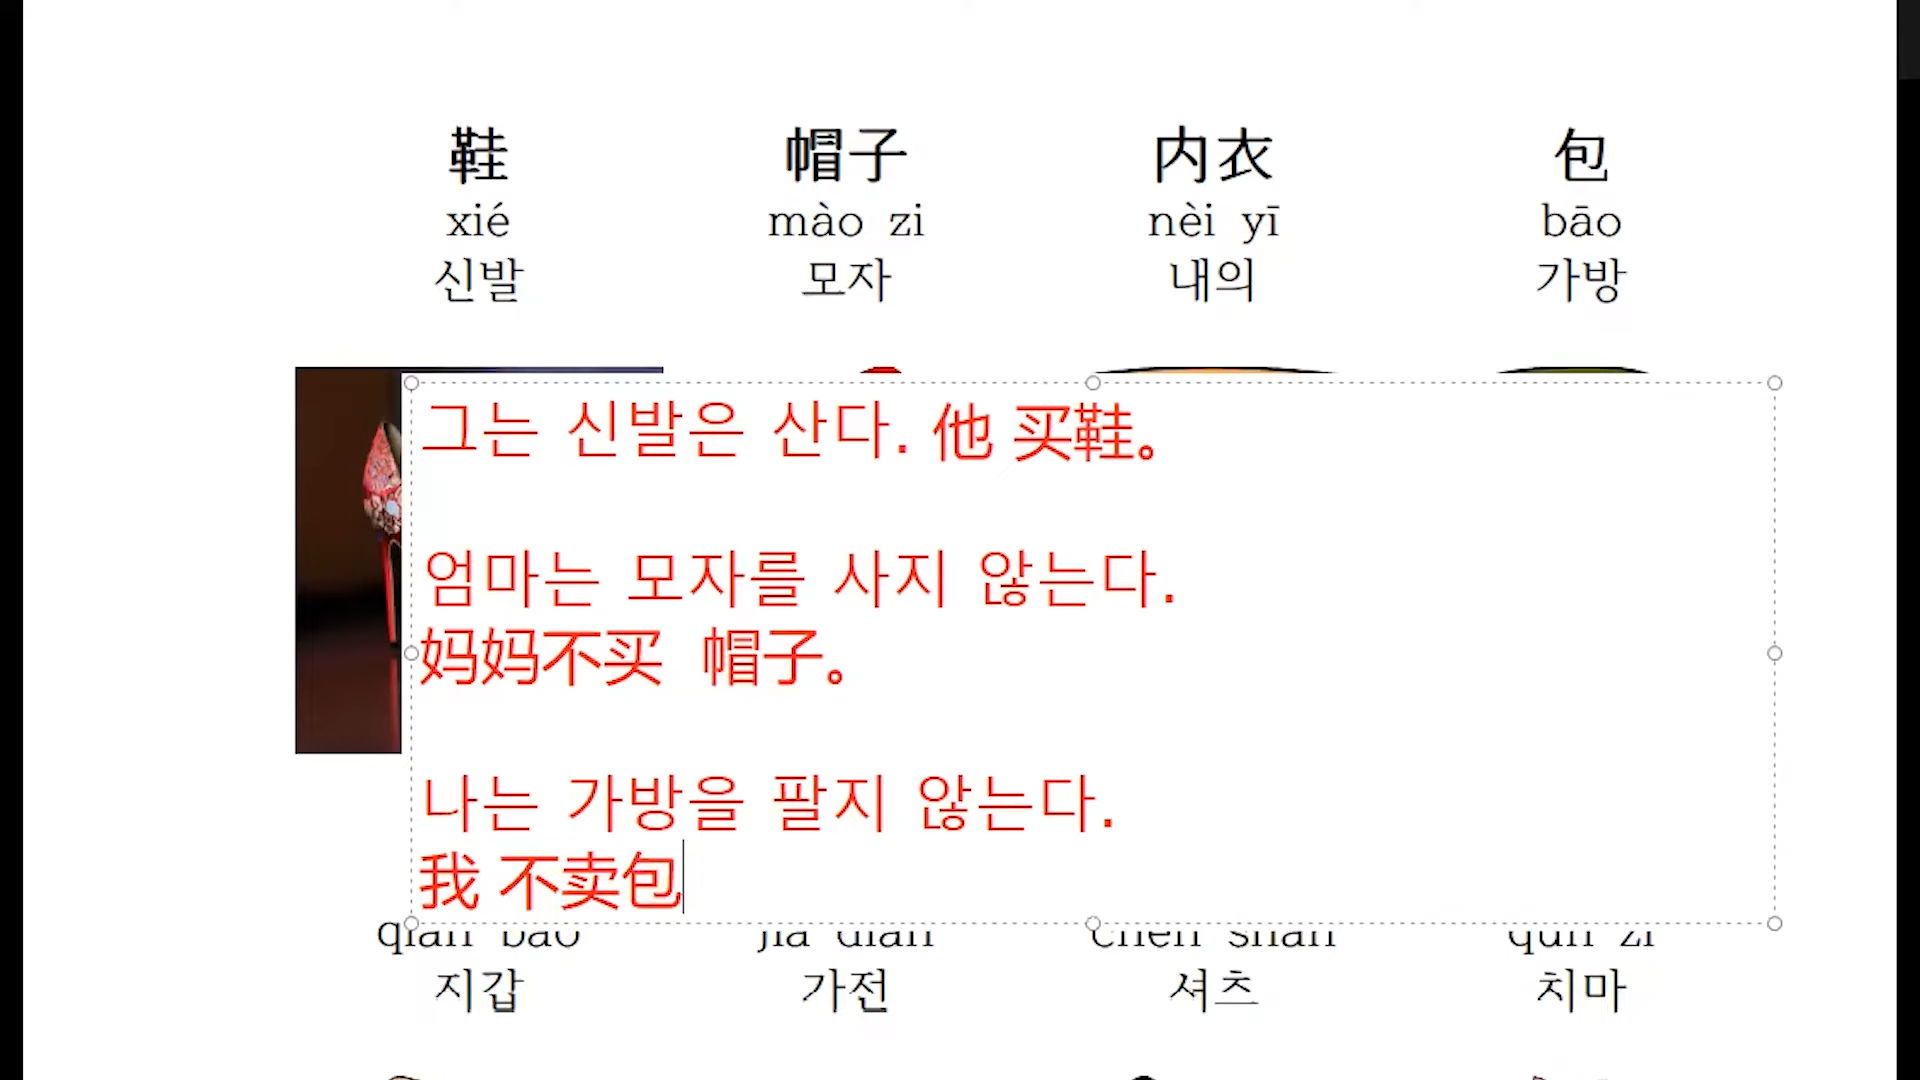 鞋 帽子 内衣 包
xié mào zi nèi yī bāo
신발 모자 내의 가방
그는 신발은 산다. 他 买鞋。
엄마는 모자를 사지 않는다.
妈妈不买 帽子。
나는 가방을 팔지 않는다.
我 不卖包
지갑 가전 셔츠 치마